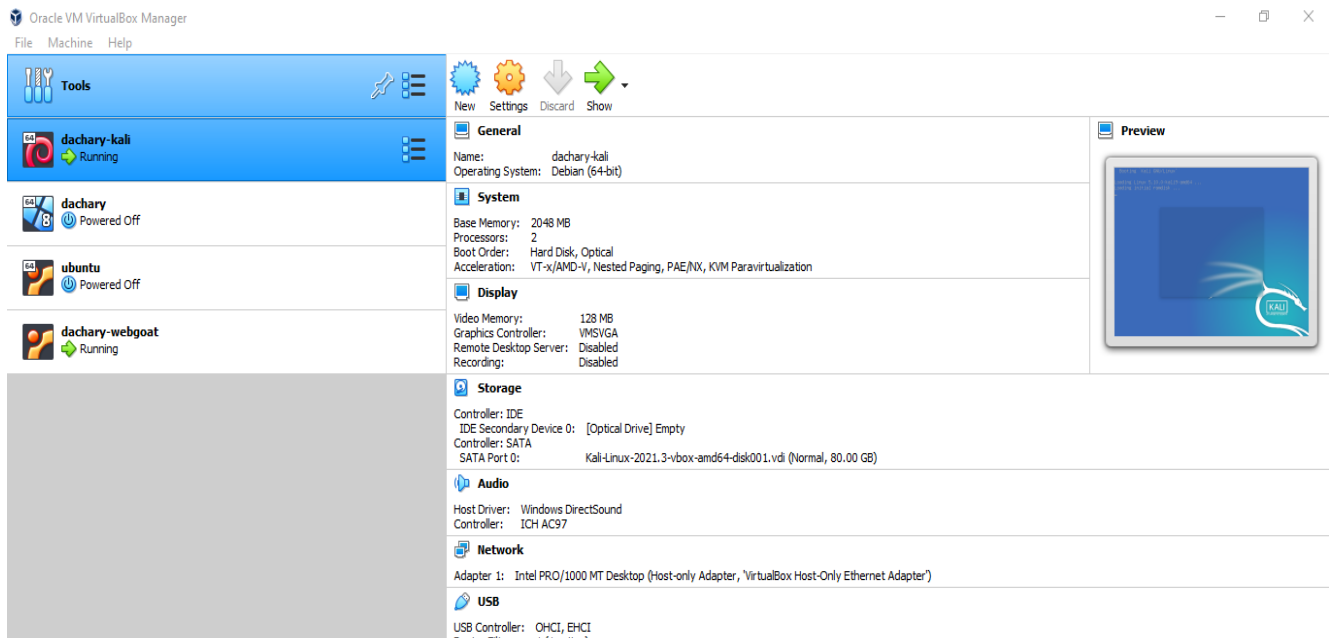 Oracle VM VirtualBox Manager
File Machine Help
Tools
New Settings Discard Show
64
dachary-kali
Running
64
dachary
Powered Off
64
ubuntu
Powered Off
dachary-webgoat
Running
General
Name: dachary-kali
Operating System: Debian (64-bit)
System
Base Memory: 2048 MB
Processors: 2
Boot Order: Hard Disk, Optical
Acceleration: VT-x/AMD-V, Nested Paging, PAE/NX, KVM Paravirtualization
Display
Video Memory: 128 MB
Graphics Controller: VMSVGA
Remote Desktop Server: Disabled
Recording: Disabled
Preview
KALI
Storage
Controller: IDE
IDE Secondary Device 0: [Optical Drive] Empty
Controller: SATA
SATA Port 0: Kali-Linux-2021.3-vbox-amd64-disk001.vdi (Normal, 80.00 GB)
Audio
Host Driver: Windows DirectSound
Controller: ICH AC97
Network
Adapter 1: Intel PRO/1000 MT Desktop (Host-only Adapter, 'VirtualBox Host-Only Ethernet Adapter')
USB
USB Controller: OHCI, EHCI